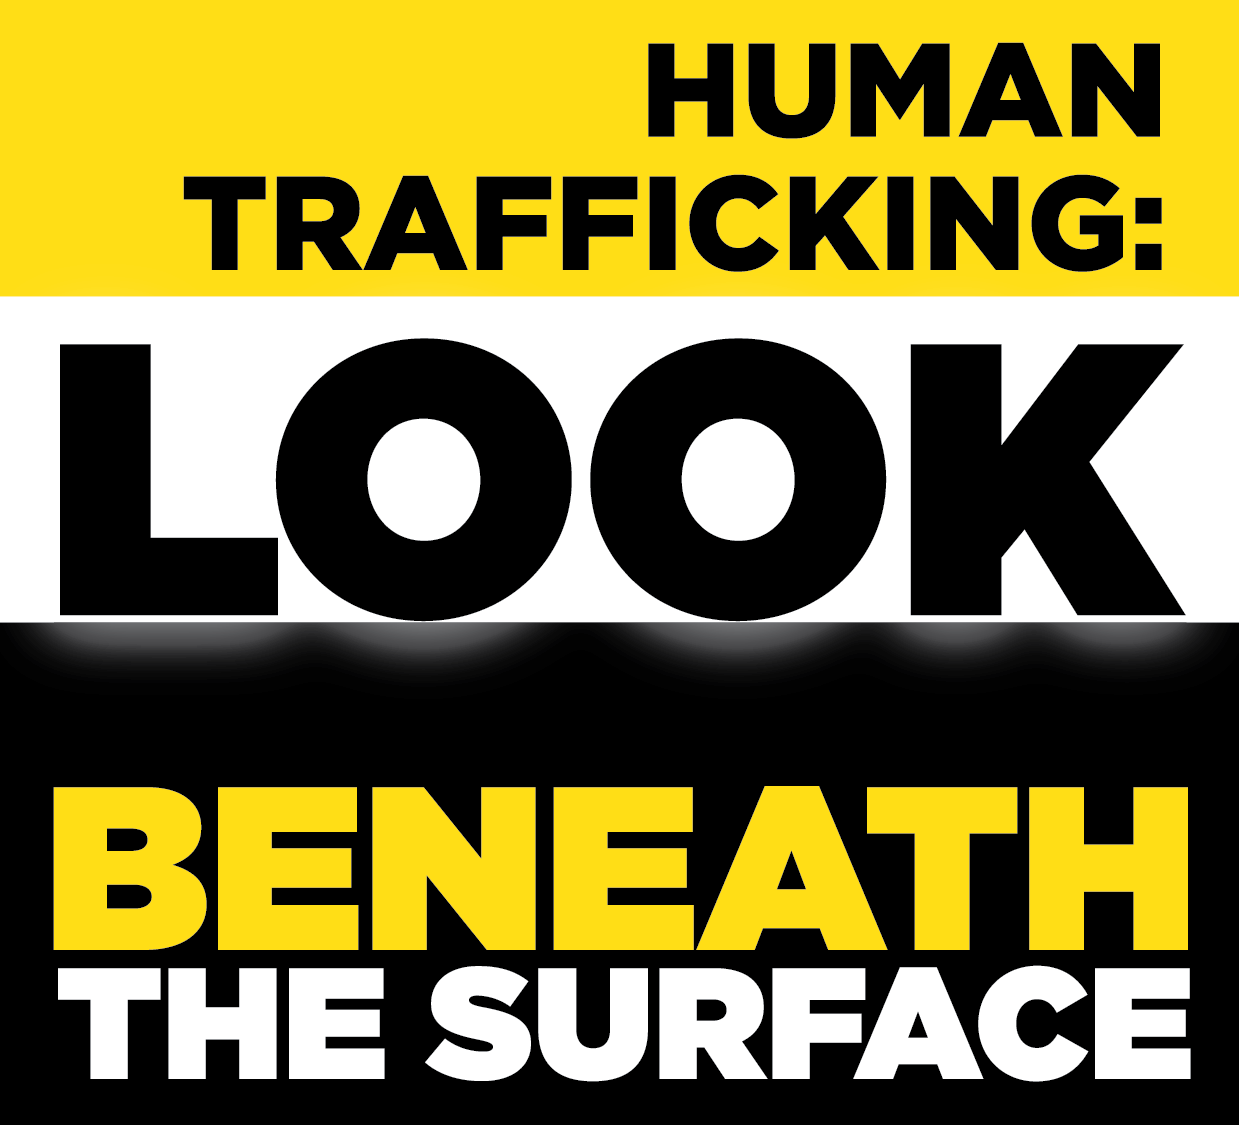 HUMAN
TRAFFICKING:
LOOK
BENEATH
THE SURFACE